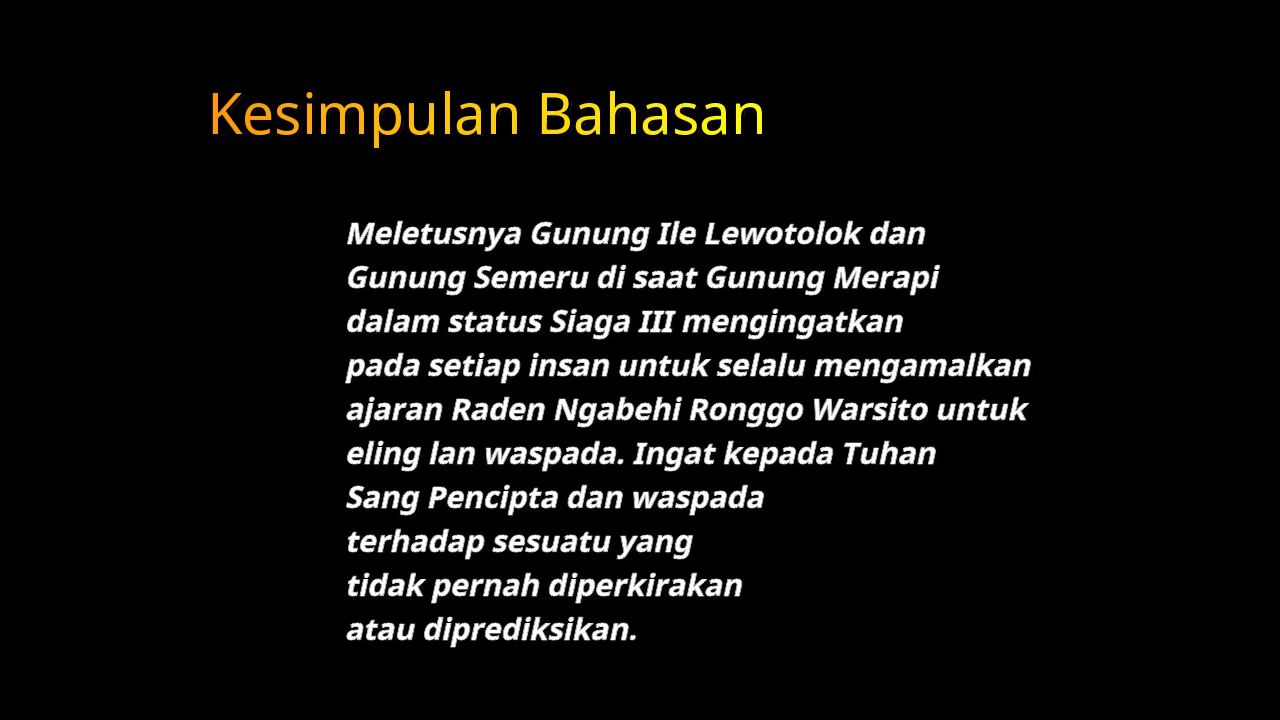 Kesimpulan Bahasan
Meletusnya Gunung Ile Lewotolok dan
Gunung Semeru di saat Gunung Merapi
dalam status Siaga III mengingatkan
pada setiap insan untuk selalu mengamalkan
ajaran Raden Ngabehi Ronggo Warsito untuk
eling lan waspada. Ingat kepada Tuhan
Sang Pencipta dan waspada
terhadap sesuatu yang
tidak pernah diperkirakan
atau diprediksikan.